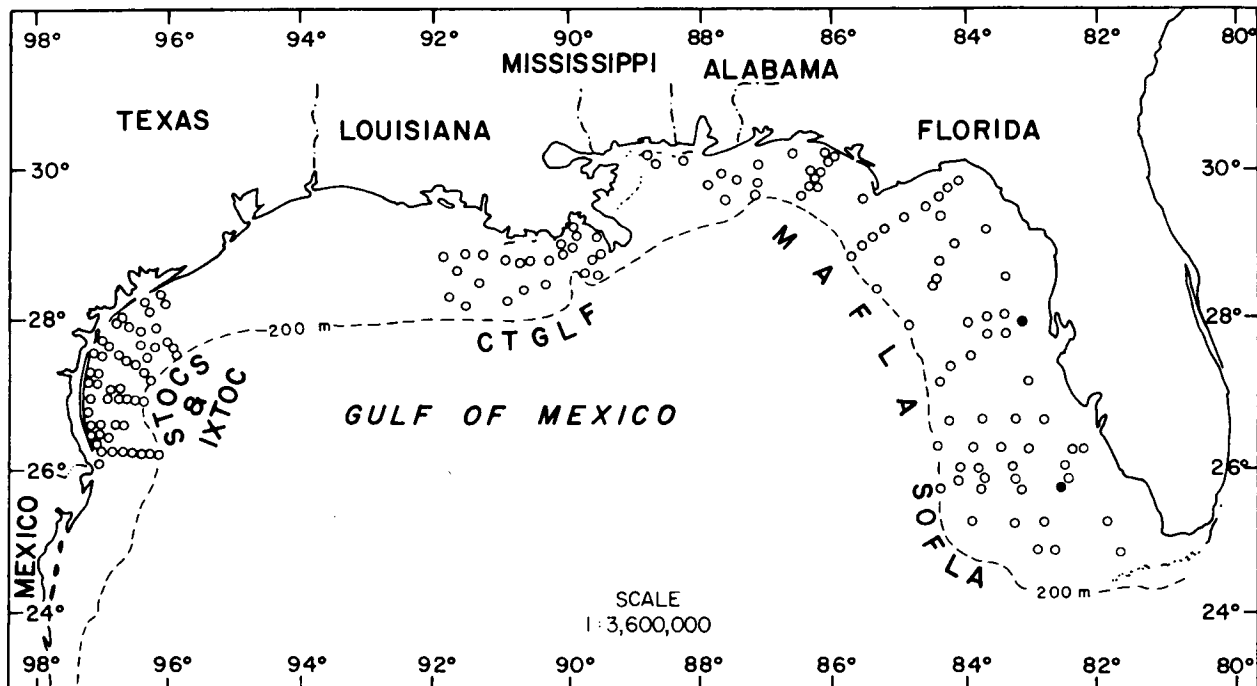 98° 96° 94° 92° 90° 88° 86° 84° 82° 80°
MISSISSIPPI ALABAMA
TEXAS LOUISIANA FLORIDA
30° 30°
28° 28°
26° 26°
24° 24°
200 m
CTGLF
MAFLA
STOCS
&
IXTOC
GULF OF MEXICO
SOFLA
MEXICO
200 m
SCALE
1:3,600,000
98° 96° 94° 92° 90° 88° 86° 84° 82° 80°